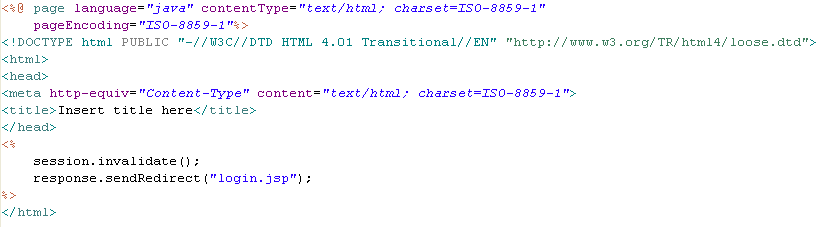 <%@ page language="java" contentType="text/html; charset=ISO-8859-1"
    pageEncoding="ISO-8859-1"%>
<!DOCTYPE html PUBLIC "-//W3C//DTD HTML 4.01 Transitional//EN" "http://www.w3.org/TR/html4/loose.dtd">
<html>
<head>
<meta http-equiv="Content-Type" content="text/html; charset=ISO-8859-1">
<title>Insert title here</title>
</head>
<%
    session.invalidate();
    response.sendRedirect("login.jsp");
%>
</html>